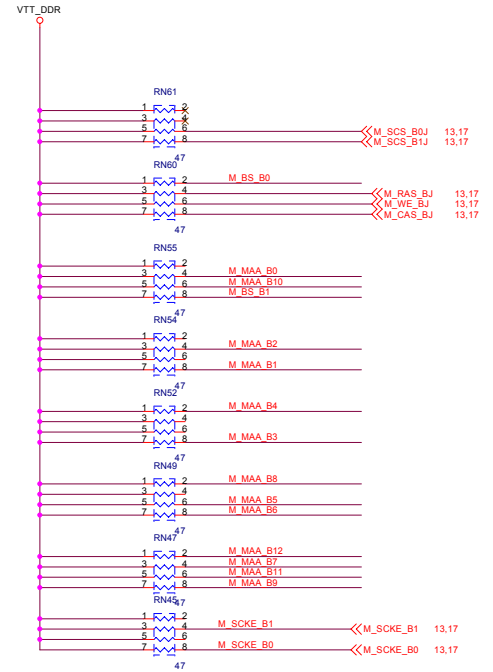 VTT_DDR
RN61
1 2
3 4
5 6 M_SCS_B0J 13,17
7 8 M_SCS_B1J 13,17
47
RN60
1 2 M_BS_B0
3 4 M_RAS_BJ 13,17
5 6 M_WE_BJ 13,17
7 8 M_CAS_BJ 13,17
47
RN55
1 2
3 4 M_MAA_B0
5 6 M_MAA_B10
7 8 M_BS_B1
47
RN54
1 2
3 4 M_MAA_B2
5 6
7 8 M_MAA_B1
47
RN52
1 2 M_MAA_B4
3 4
5 6
7 8 M_MAA_B3
47
RN49
1 2 M_MAA_B8
3 4
5 6 M_MAA_B5
7 8 M_MAA_B6
47
RN47
1 2 M_MAA_B12
3 4 M_MAA_B7
5 6 M_MAA_B11
7 8 M_MAA_B9
47
RN45
1 2
3 4 M_SCKE_B1 M_SCKE_B1 13,17
5 6
7 8 M_SCKE_B0 M_SCKE_B0 13,17
47